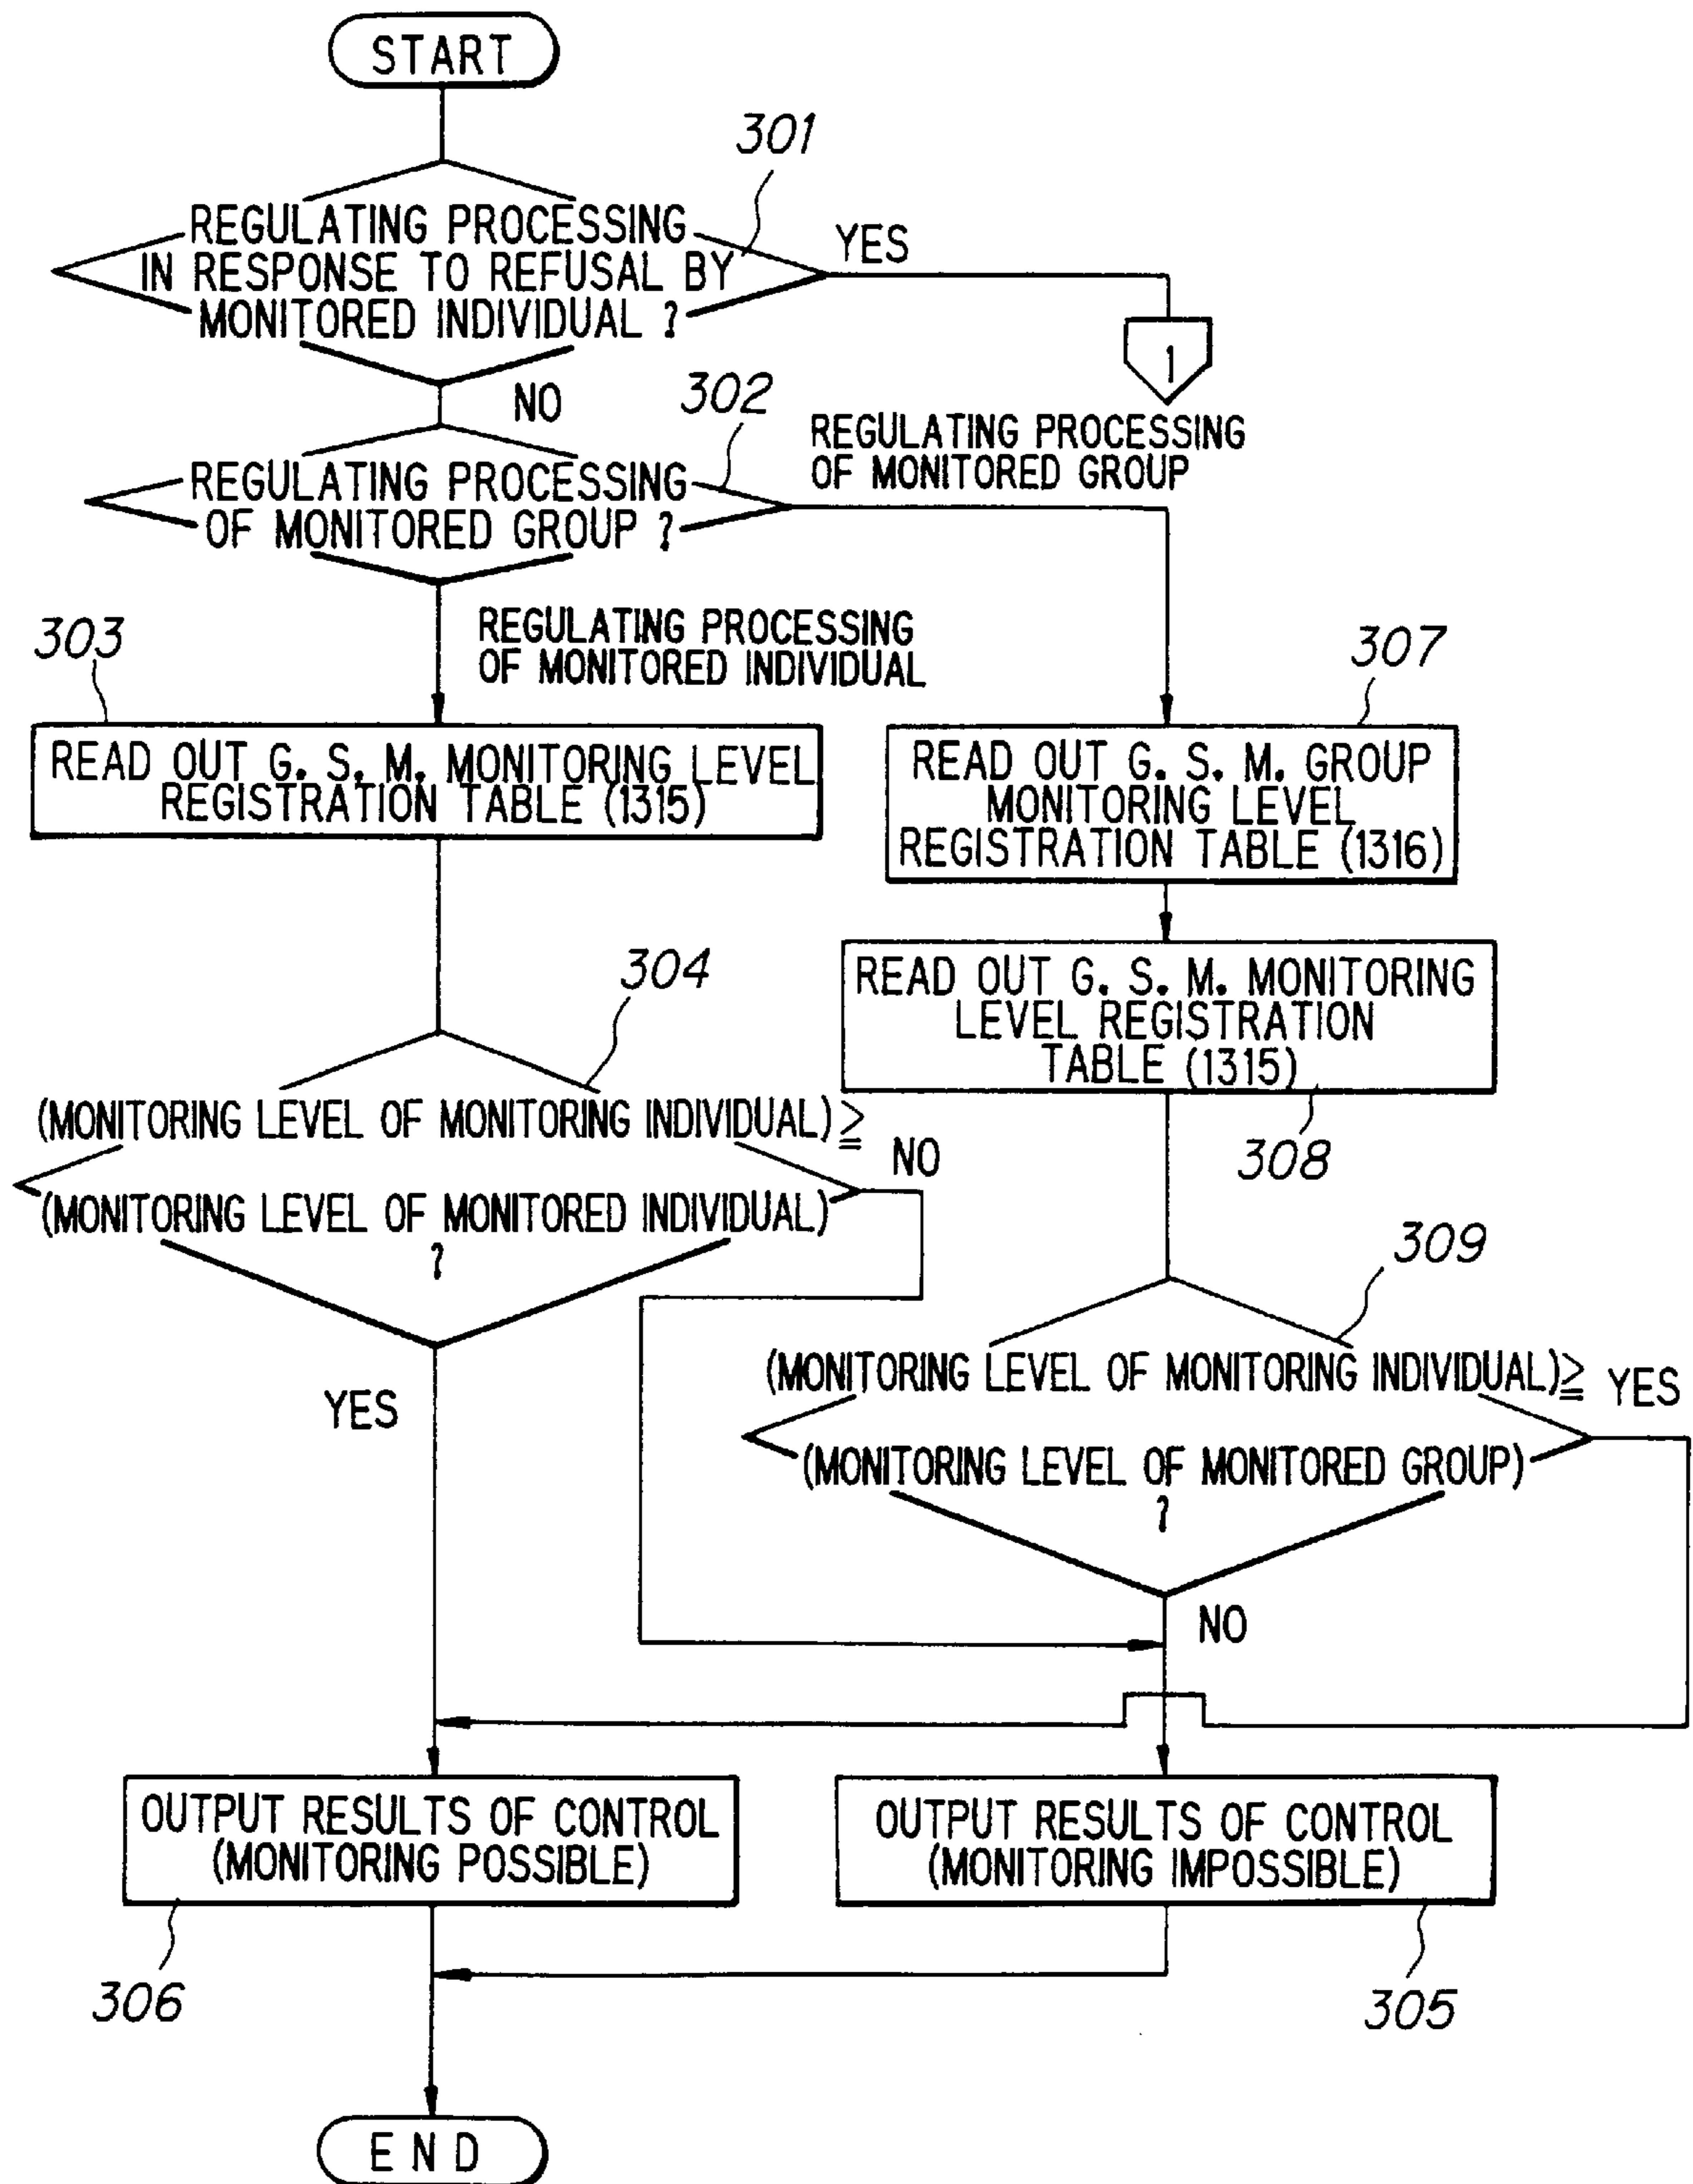 START
301
REGULATING PROCESSING
IN RESPONSE TO REFUSAL BY
MONITORED INDIVIDUAL ?
YES
1
NO
302
REGULATING PROCESSING
OF MONITORED GROUP ?
REGULATING PROCESSING
OF MONITORED GROUP
REGULATING PROCESSING
OF MONITORED INDIVIDUAL
303
READ OUT G. S. M. MONITORING LEVEL
REGISTRATION TABLE (1315)
307
READ OUT G. S. M. GROUP
MONITORING LEVEL
REGISTRATION TABLE (1316)
READ OUT G. S. M. MONITORING
LEVEL REGISTRATION
TABLE (1315)
308
304
(MONITORING LEVEL OF MONITORING INDIVIDUAL) ≧
(MONITORING LEVEL OF MONITORED INDIVIDUAL)
?
NO
YES
309
(MONITORING LEVEL OF MONITORING INDIVIDUAL) ≧
(MONITORING LEVEL OF MONITORED GROUP)
?
YES
NO
OUTPUT RESULTS OF CONTROL
(MONITORING POSSIBLE)
306
OUTPUT RESULTS OF CONTROL
(MONITORING IMPOSSIBLE)
305
END